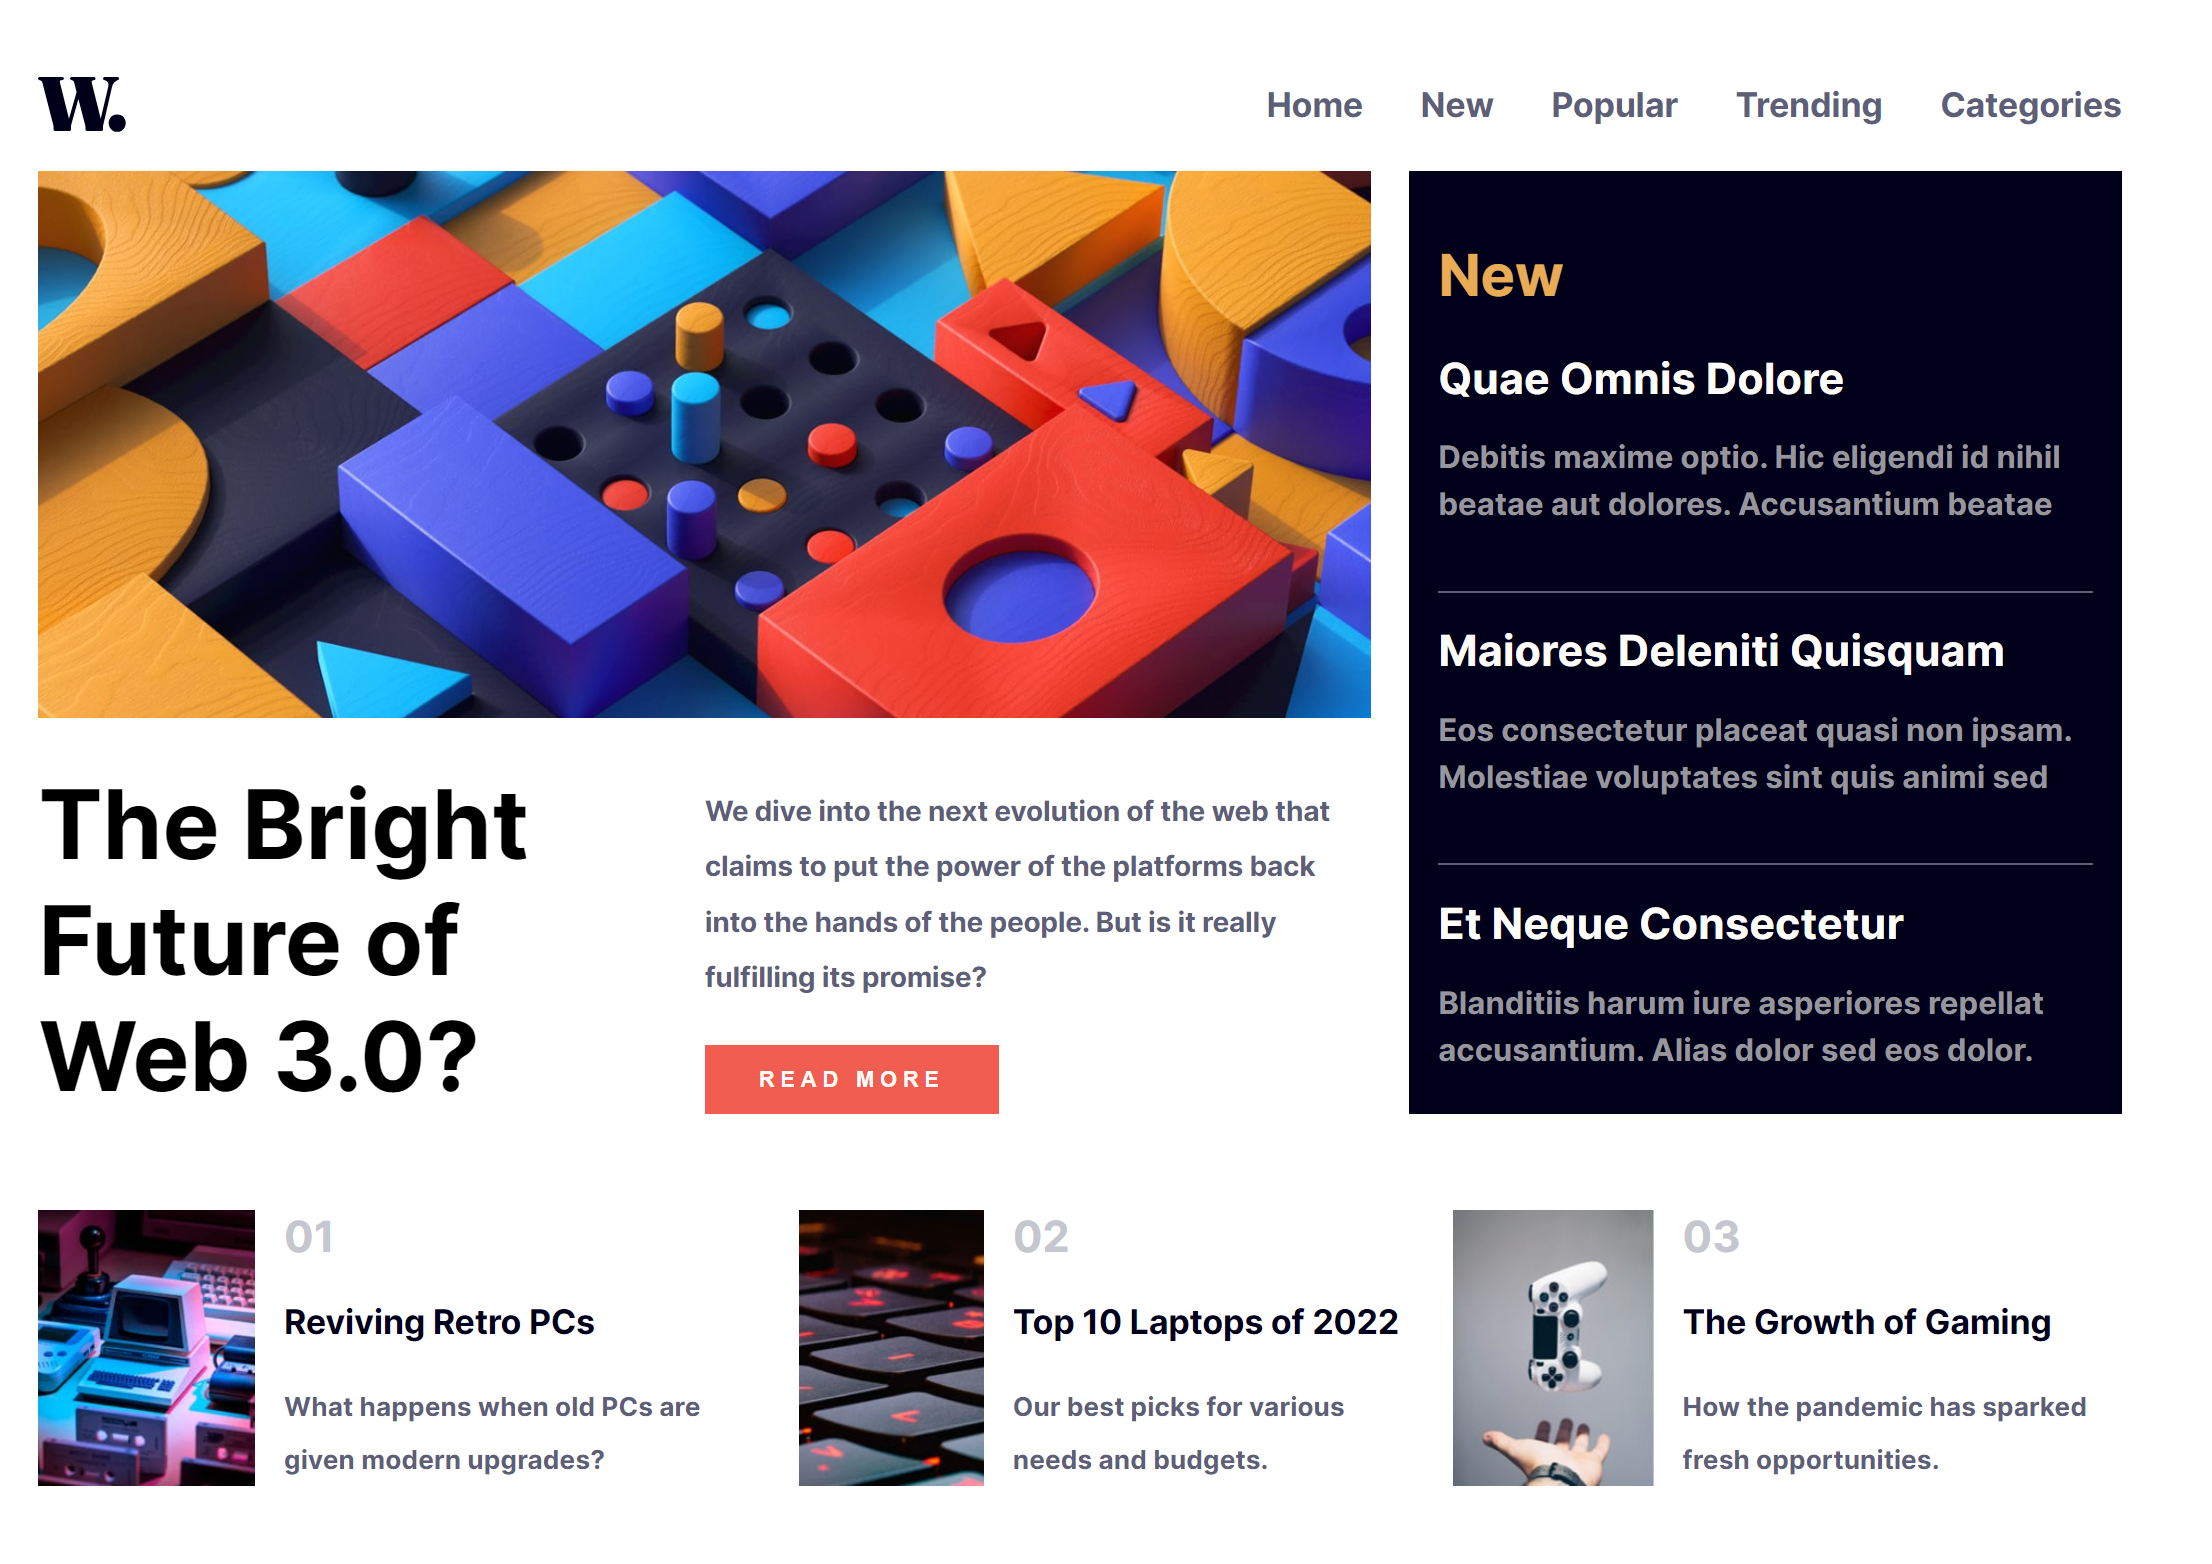 W.
Home New Popular Trending Categories
New
Quae Omnis Dolore
Debitis maxime optio. Hic eligendi id nihil
beatae aut dolores. Accusantium beatae
Maiores Deleniti Quisquam
Eos consectetur placeat quasi non ipsam.
Molestiae voluptates sint quis animi sed
Et Neque Consectetur
Blanditiis harum iure asperiores repellat
accusantium. Alias dolor sed eos dolor.
The Bright
Future of
Web 3.0?
We dive into the next evolution of the web that
claims to put the power of the platforms back
into the hands of the people. But is it really
fulfilling its promise?
READ MORE
01
Reviving Retro PCs
What happens when old PCs are
given modern upgrades?
02
Top 10 Laptops of 2022
Our best picks for various
needs and budgets.
03
The Growth of Gaming
How the pandemic has sparked
fresh opportunities.